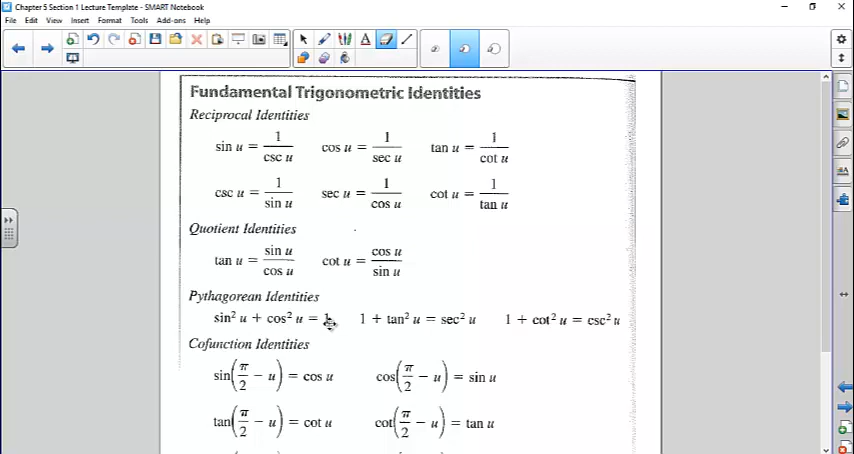 Chapter 5 Section 1 Lecture Template - SMART Notebook
File Edit View Insert Format Tools Add-ons Help
Fundamental Trigonometric Identities
Reciprocal Identities
sin u = 1/csc u cos u = 1/sec u tan u = 1/cot u
csc u = 1/sin u sec u = 1/cos u cot u = 1/tan u
Quotient Identities
tan u = sin u/cos u cot u = cos u/sin u
Pythagorean Identities
sin² u + cos² u = 1 1 + tan² u = sec² u 1 + cot² u = csc² u
Cofunction Identities
sin(π/2 − u) = cos u cos(π/2 − u) = sin u
tan(π/2 − u) = cot u cot(π/2 − u) = tan u